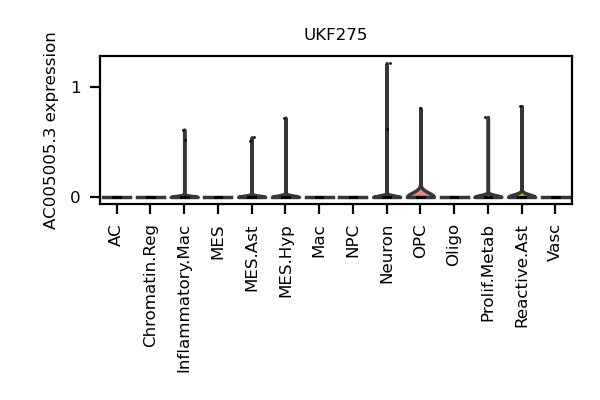 UKF275
AC005005.3 expression
1
0
AC
Chromatin.Reg
Inflammatory.Mac
MES
MES.Ast
MES.Hyp
Mac
NPC
Neuron
OPC
Oligo
Prolif.Metab
Reactive.Ast
Vasc